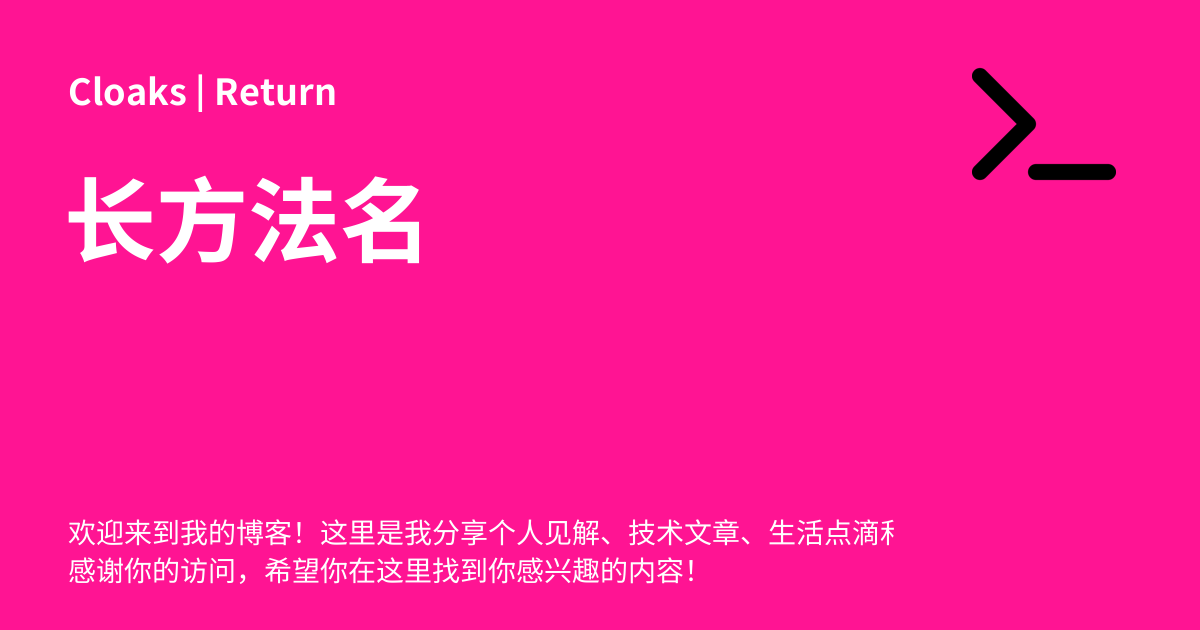 Cloaks | Return
长方法名
欢迎来到我的博客！这里是我分享个人见解、技术文章、生活点滴
感谢你的访问，希望你在这里找到你感兴趣的内容！